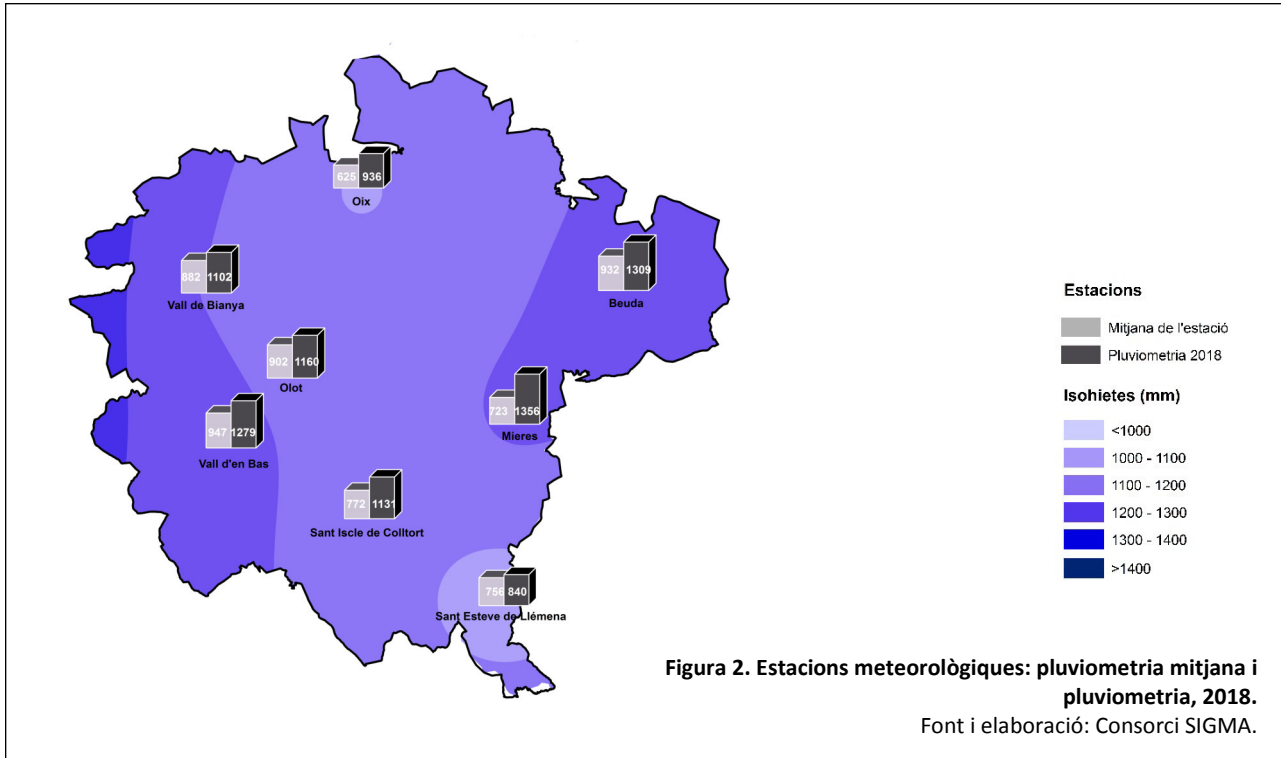 625 936
Oix
882 1102
Vall de Bianya
932 1309
Beuda
902 1160
Olot
723 1356
Mieres
947 1279
Vall d'en Bas
772 1131
Sant Iscle de Colltort
756 840
Sant Esteve de Llémena
Estacions
Mitjana de l'estació
Pluviometria 2018
Isohietes (mm)
<1000
1000 - 1100
1100 - 1200
1200 - 1300
1300 - 1400
>1400
Figura 2. Estacions meteorològiques: pluviometria mitjana i
pluviometria, 2018.
Font i elaboració: Consorci SIGMA.